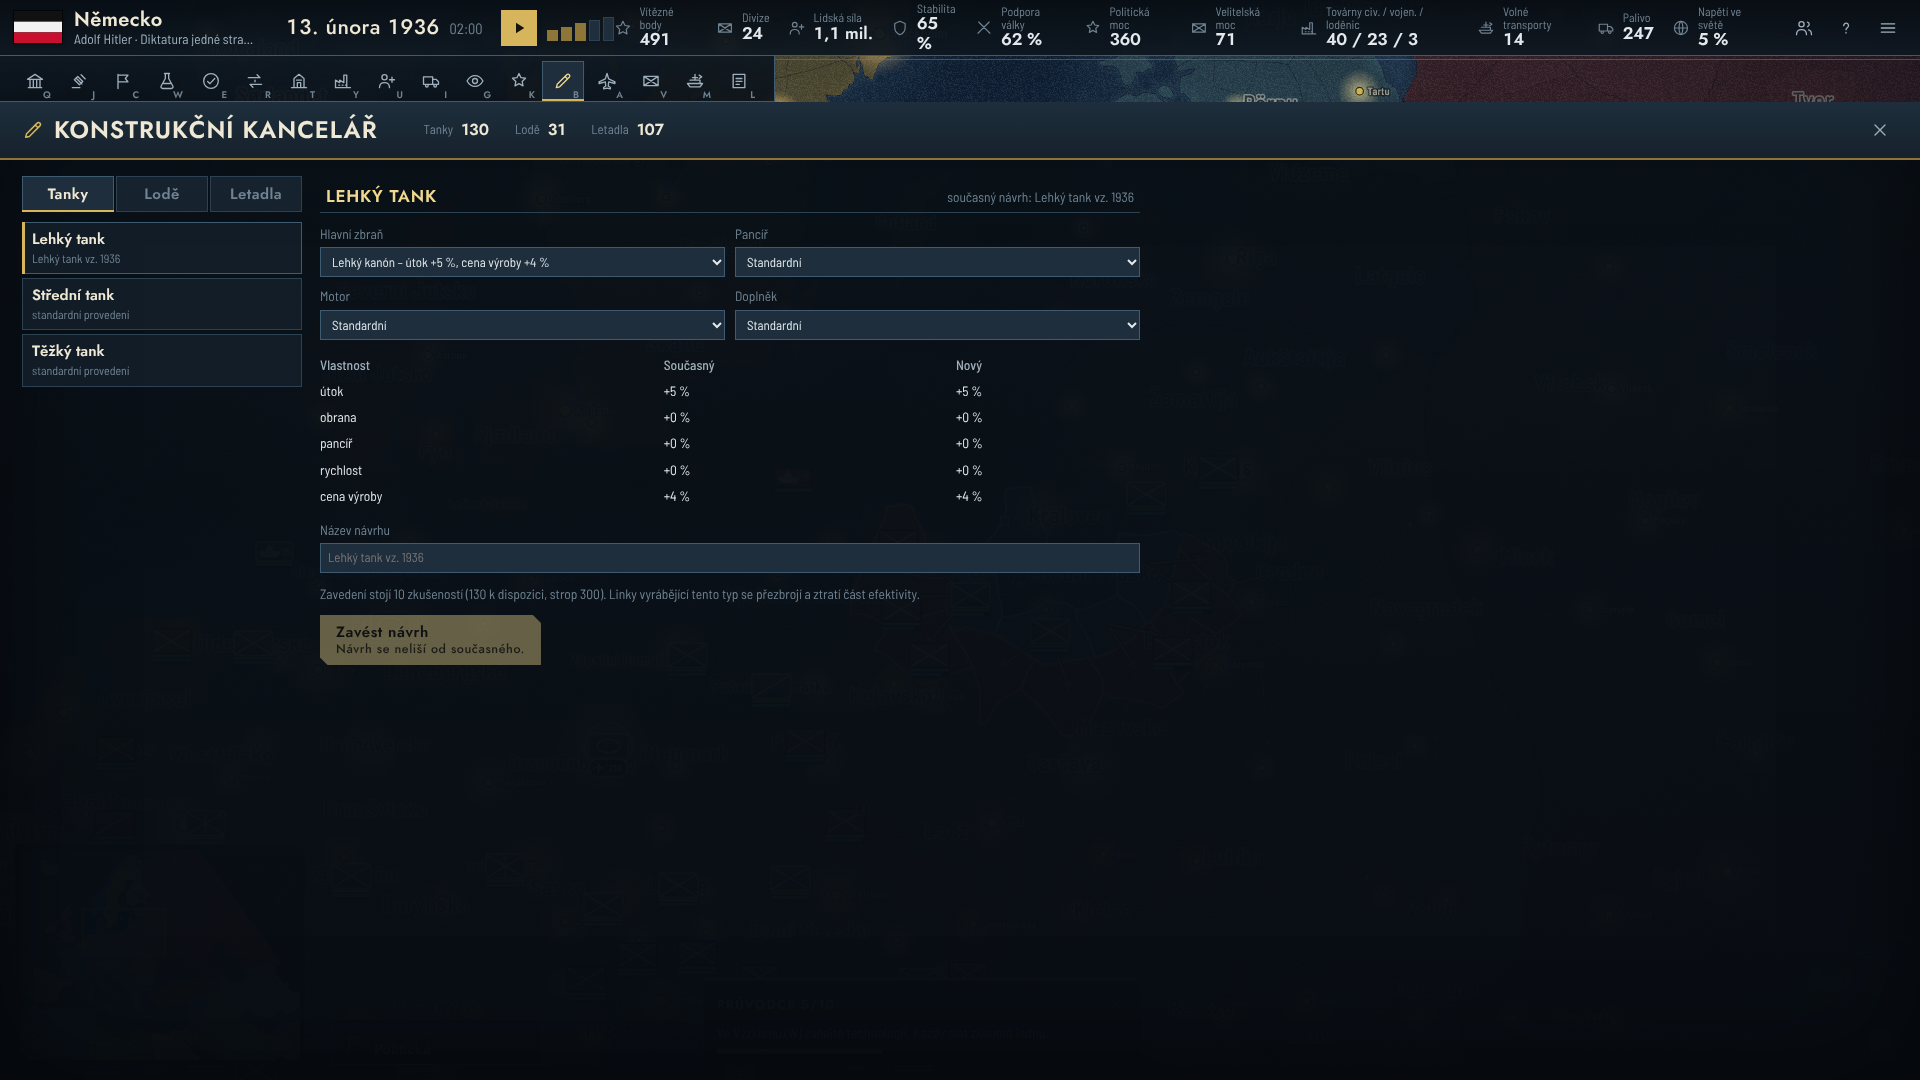 Německo
Adolf Hitler · Diktatura jedné stra...
13. února 1936 02:00
Vítězné body 491
Divize 24
Lidská síla 1,1 mil.
Stabilita 65 %
Podpora války 62 %
Politická moc 360
Velitelská moc 71
Továrny civ. / vojen. / loděnic 40 / 23 / 3
Volné transporty 14
Palivo 247
Napětí ve světě 5 %
?
Q J C W E R T Y U I G K B A V M L
Tartu
KONSTRUKČNÍ KANCELÁŘ
Tanky 130 Lodě 31 Letadla 107
Tanky Lodě Letadla
Lehký tank
Lehký tank vz. 1936
Střední tank
standardní provedení
Těžký tank
standardní provedení
LEHKÝ TANK
současný návrh: Lehký tank vz. 1936
Hlavní zbraň Pancíř
Lehký kanón – útok +5 %, cena výroby +4 % Standardní
Motor Doplněk
Standardní Standardní
Vlastnost Současný Nový
útok +5 % +5 %
obrana +0 % +0 %
pancíř +0 % +0 %
rychlost +0 % +0 %
cena výroby +4 % +4 %
Název návrhu
Lehký tank vz. 1936
Zavedení stojí 10 zkušeností (130 k dispozici, strop 300). Linky vyrábějící tento typ se přezbrojí a ztratí část efektivity.
Zavést návrh
Návrh se neliší od současného.